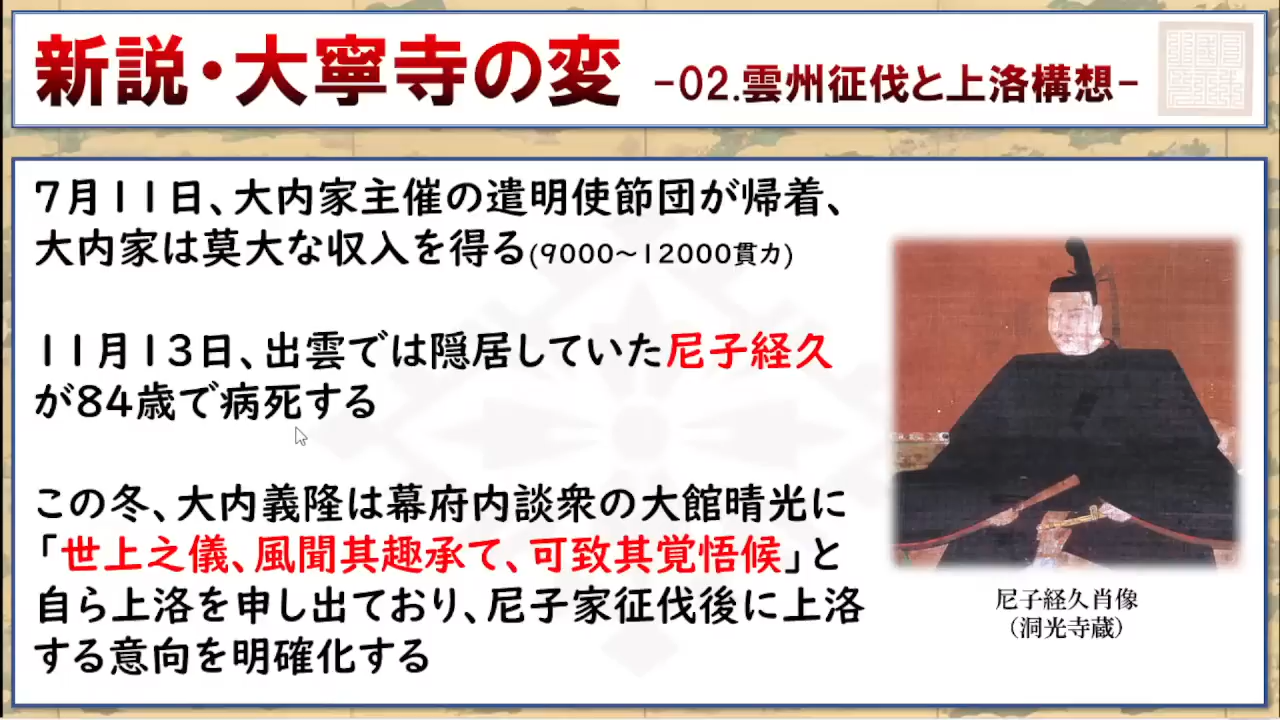 新説・大寧寺の変 -02.雲州征伐と上洛構想-
7月11日、大内家主催の遣明使節団が帰着、
大内家は莫大な収入を得る(9000～12000貫カ)
11月13日、出雲では隠居していた尼子経久
が84歳で病死する
この冬、大内義隆は幕府内談衆の大館晴光に
「世上之儀、風聞其趣承て、可致其覚悟候」と
自ら上洛を申し出ており、尼子家征伐後に上洛
する意向を明確化する
尼子経久肖像
（洞光寺蔵）